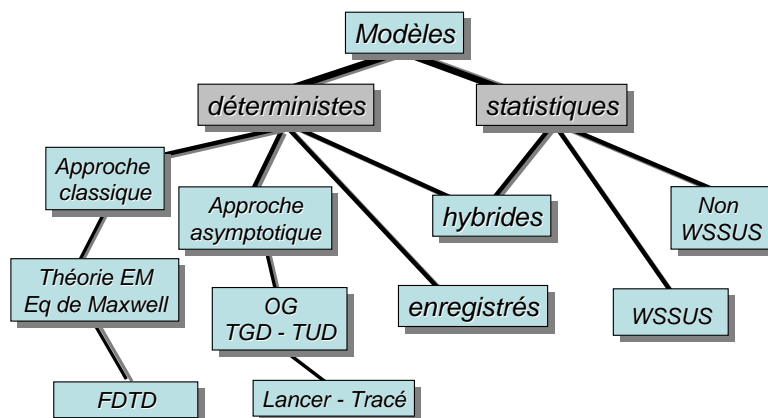 Modèles
déterministes
statistiques
Approche
classique
Approche
asymptotique
hybrides
Non
WSSUS
Théorie EM
Eq de Maxwell
OG
TGD - TUD
enregistrés
WSSUS
FDTD
Lancer - Tracé